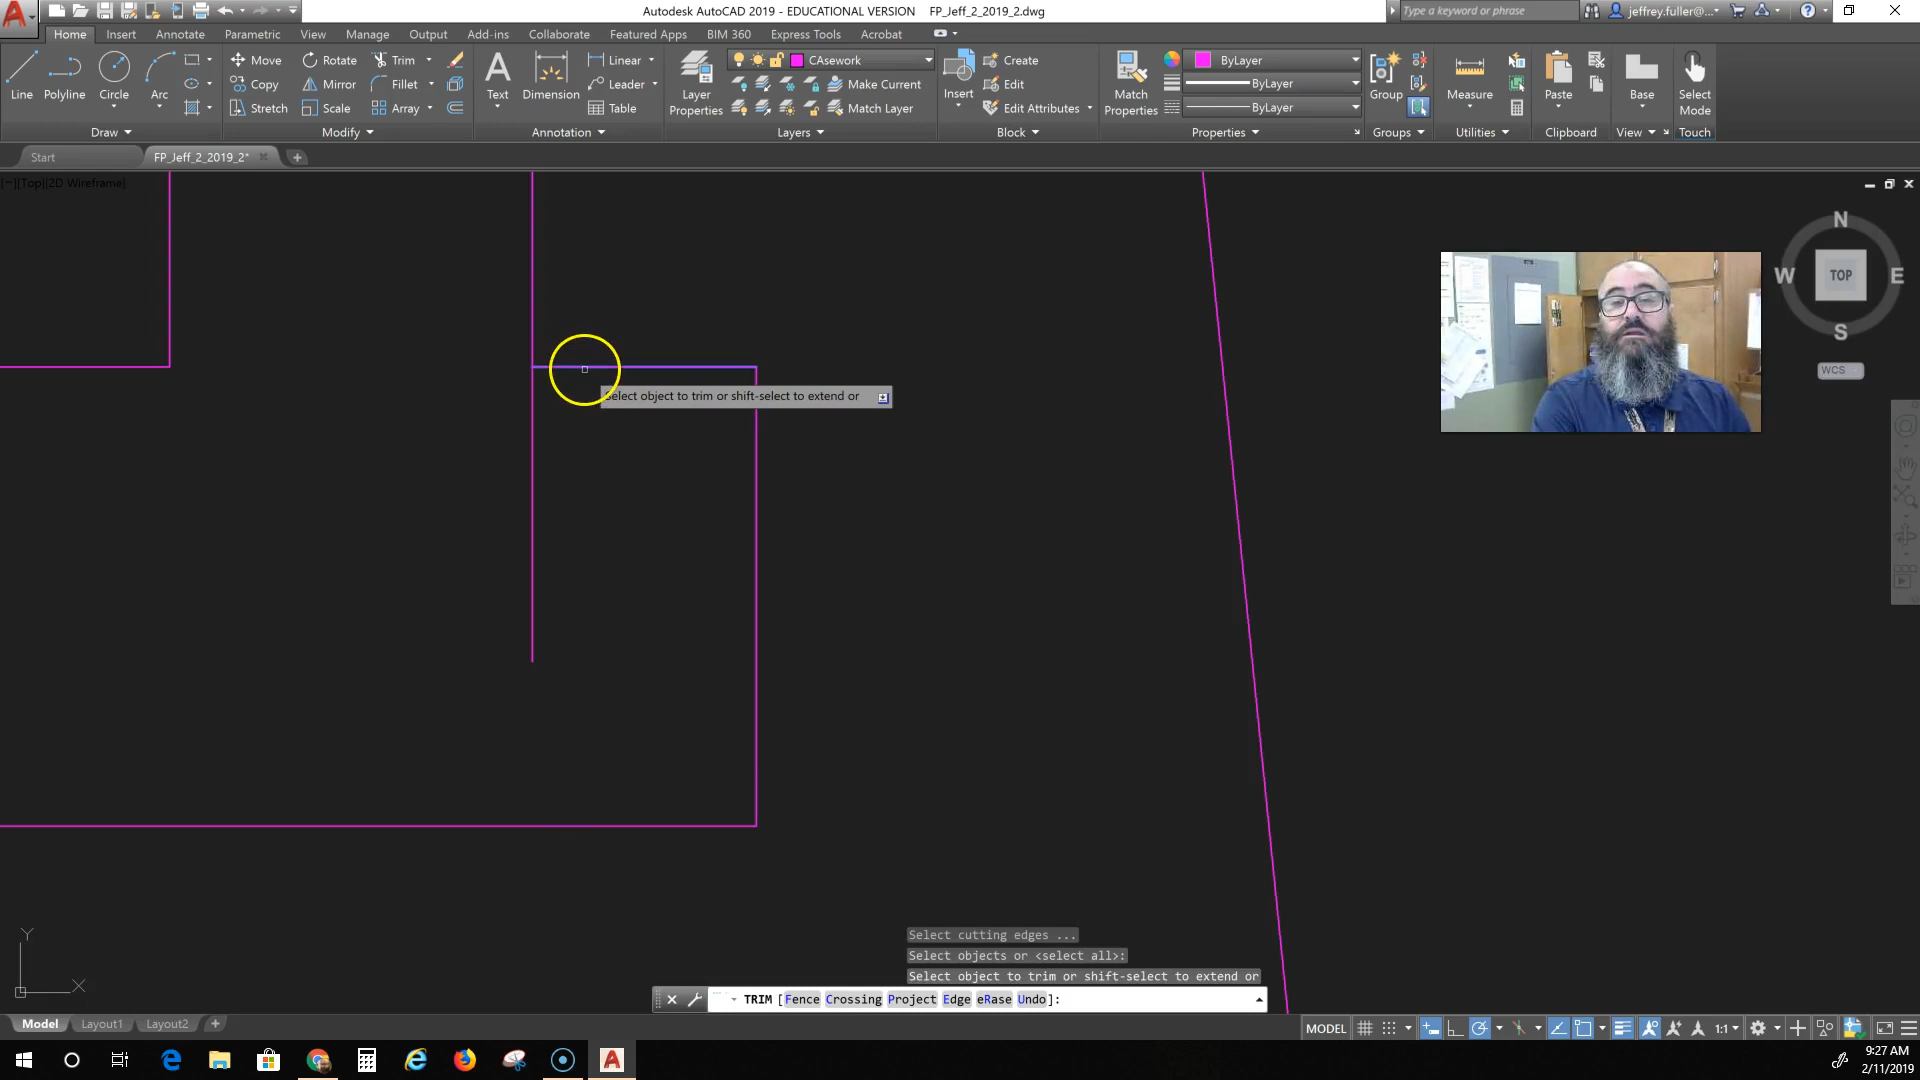 Autodesk AutoCAD 2019 - EDUCATIONAL VERSION FP_Jeff_2_2019_2.dwg
Type a keyword or phrase
jeffrey.fuller@...
Home Insert Annotate Parametric View Manage Output Add-ins Collaborate Featured Apps BIM 360 Express Tools Acrobat
Line
Polyline
Circle
Arc
Move
Rotate
Trim
Copy
Mirror
Fillet
Stretch
Scale
Array
Text
Dimension
Linear
Leader
Table
Layer
Properties
CAsework
Make Current
Match Layer
Insert
Create
Edit
Edit Attributes
Match
Properties
ByLayer
ByLayer
ByLayer
Group
Measure
Paste
Base
Select
Mode
Draw
Modify
Annotation
Layers
Block
Properties
Groups
Utilities
Clipboard
View
Touch
Start
FP_Jeff_2_2019_2*
[−][Top][2D Wireframe]
N
W
TOP
E
S
WCS
Select object to trim or shift-select to extend or
Y
X
Select cutting edges ...
Select objects or <select all>:
Select object to trim or shift-select to extend or
TRIM [Fence Crossing Project Edge eRase Undo]:
Model
Layout1
Layout2
MODEL
1:1
9:27 AM
2/11/2019